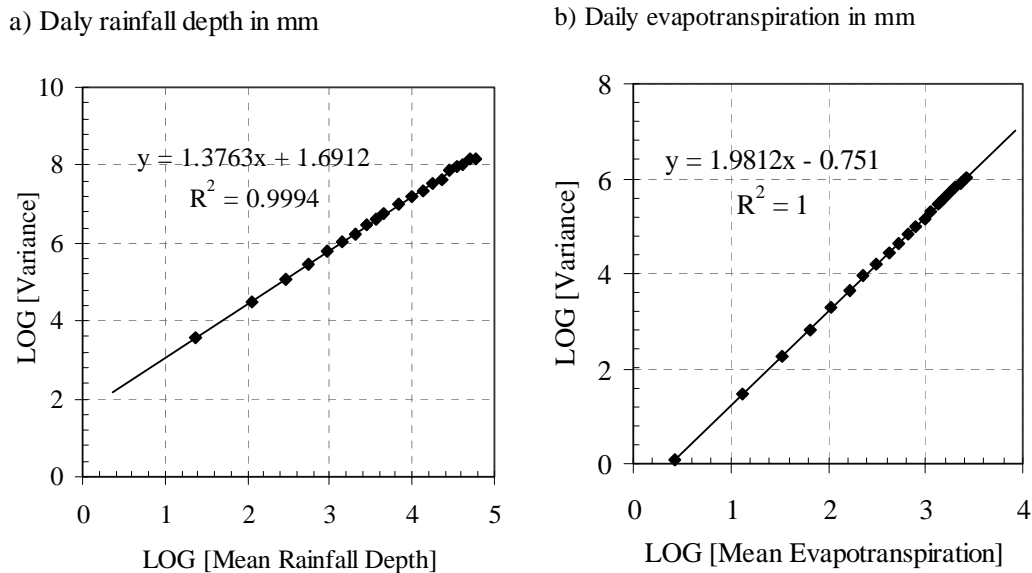 a) Daly rainfall depth in mm
10
8
6
4
2
0
0 1 2 3 4 5
LOG [Variance]
y = 1.3763x + 1.6912
R² = 0.9994
LOG [Mean Rainfall Depth]
b) Daily evapotranspiration in mm
8
6
4
2
0
0 1 2 3 4
LOG [Variance]
y = 1.9812x - 0.751
R² = 1
LOG [Mean Evapotranspiration]